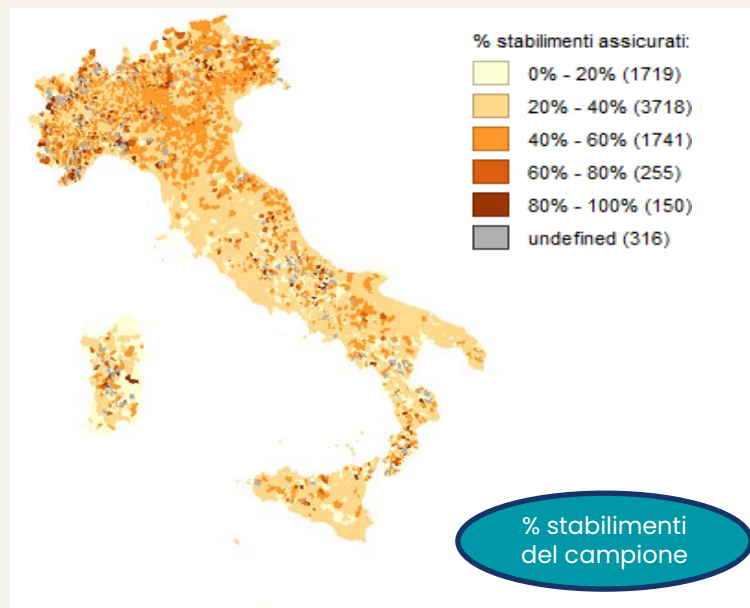 % stabilimenti assicurati:
0% - 20% (1719)
20% - 40% (3718)
40% - 60% (1741)
60% - 80% (255)
80% - 100% (150)
undefined (316)
% stabilimenti
del campione